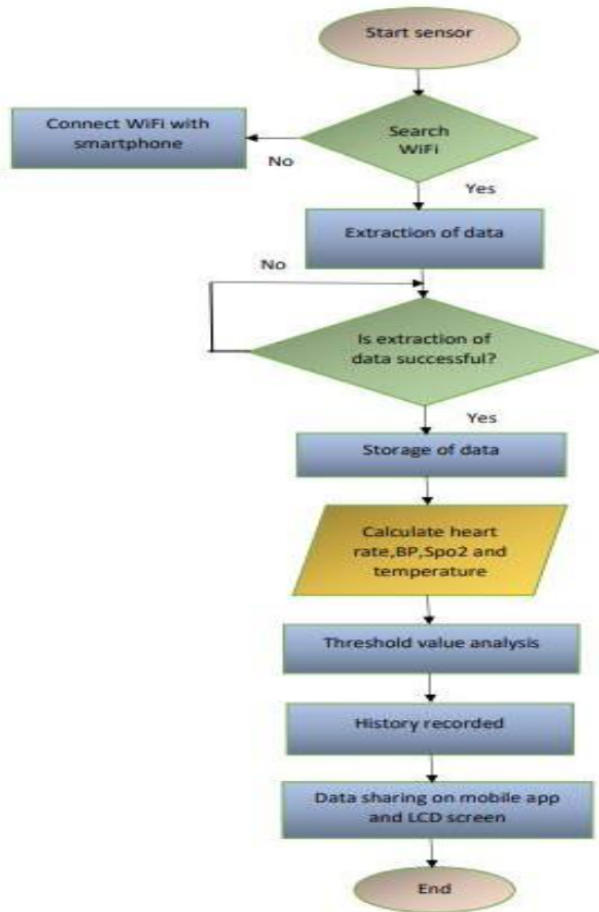 Start sensor
Connect WiFi with
smartphone
Search
WiFi
No
Yes
Extraction of data
No
Is extraction of
data successful?
Yes
Storage of data
Calculate heart
rate,BP,Spo2 and
temperature
Threshold value analysis
History recorded
Data sharing on mobile app
and LCD screen
End